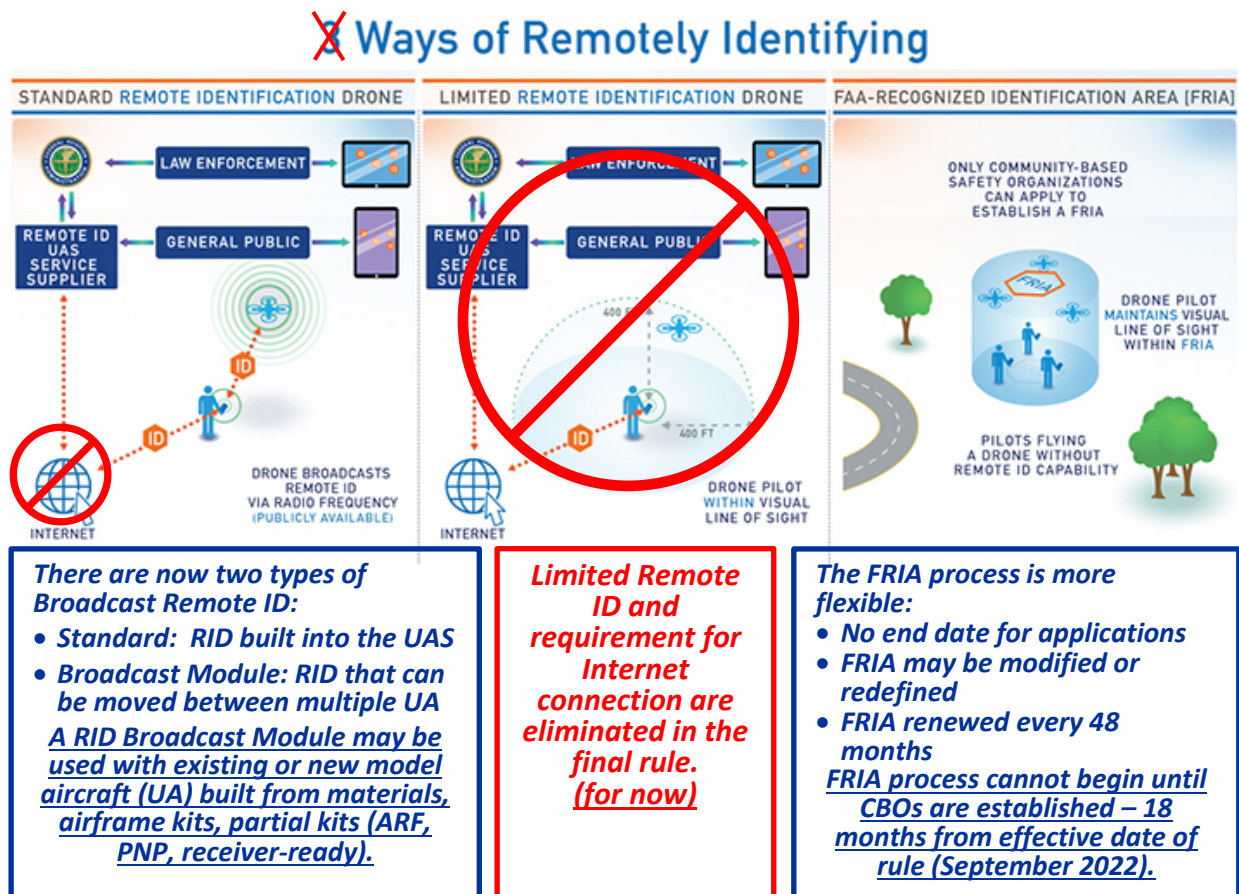 3 Ways of Remotely Identifying
STANDARD REMOTE IDENTIFICATION DRONE
LAW ENFORCEMENT
REMOTE ID
UAS
SERVICE
SUPPLIER
GENERAL PUBLIC
ID
ID
INTERNET
DRONE BROADCASTS
REMOTE ID
VIA RADIO FREQUENCY
(PUBLICLY AVAILABLE)
LIMITED REMOTE IDENTIFICATION DRONE
LAW ENFORCEMENT
REMOTE ID
UAS
SERVICE
SUPPLIER
GENERAL PUBLIC
400 FT
400 FT
ID
INTERNET
DRONE PILOT
WITHIN VISUAL
LINE OF SIGHT
FAA-RECOGNIZED IDENTIFICATION AREA [FRIA]
ONLY COMMUNITY-BASED
SAFETY ORGANIZATIONS
CAN APPLY TO
ESTABLISH A FRIA
FRIA
DRONE PILOT
MAINTAINS VISUAL
LINE OF SIGHT
WITHIN FRIA
PILOTS FLYING
A DRONE WITHOUT
REMOTE ID CAPABILITY
There are now two types of
Broadcast Remote ID:
• Standard: RID built into the UAS
• Broadcast Module: RID that can
be moved between multiple UA
A RID Broadcast Module may be
used with existing or new model
aircraft (UA) built from materials,
airframe kits, partial kits (ARF,
PNP, receiver-ready).
Limited Remote
ID and
requirement for
Internet
connection are
eliminated in the
final rule.
(for now)
The FRIA process is more
flexible:
• No end date for applications
• FRIA may be modified or
redefined
• FRIA renewed every 48
months
FRIA process cannot begin until
CBOs are established – 18
months from effective date of
rule (September 2022).